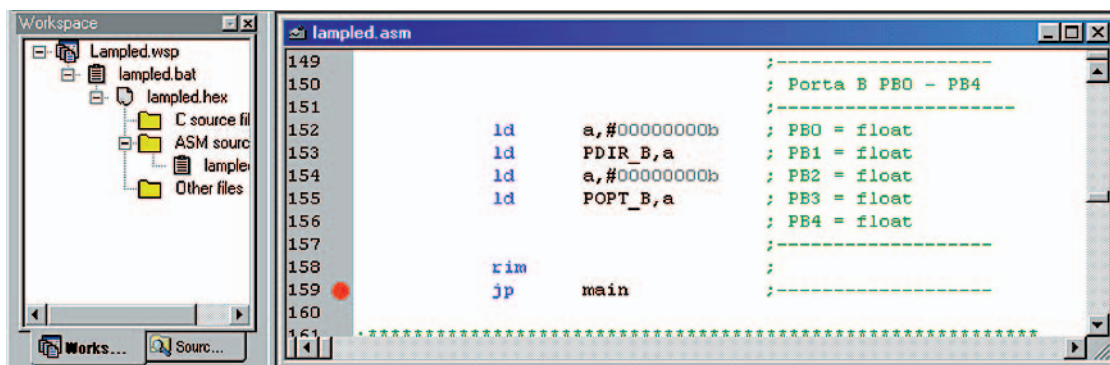 Workspace
Lampled.wsp
lampled.bat
lampled.hex
C source fil
ASM sourc
lample
Other files
Works...
Sourc...
lampled.asm
149 ;-------------------
150 ; Porta B PB0 - PB4
151 ;---------------------
152 ld a,#00000000b ; PB0 = float
153 ld PDIR_B,a ; PB1 = float
154 ld a,#00000000b ; PB2 = float
155 ld POPT_B,a ; PB3 = float
156 ; PB4 = float
157 ;-------------------
158 rim ;
159 jp main ;-------------------
160
161 .**********************************************************